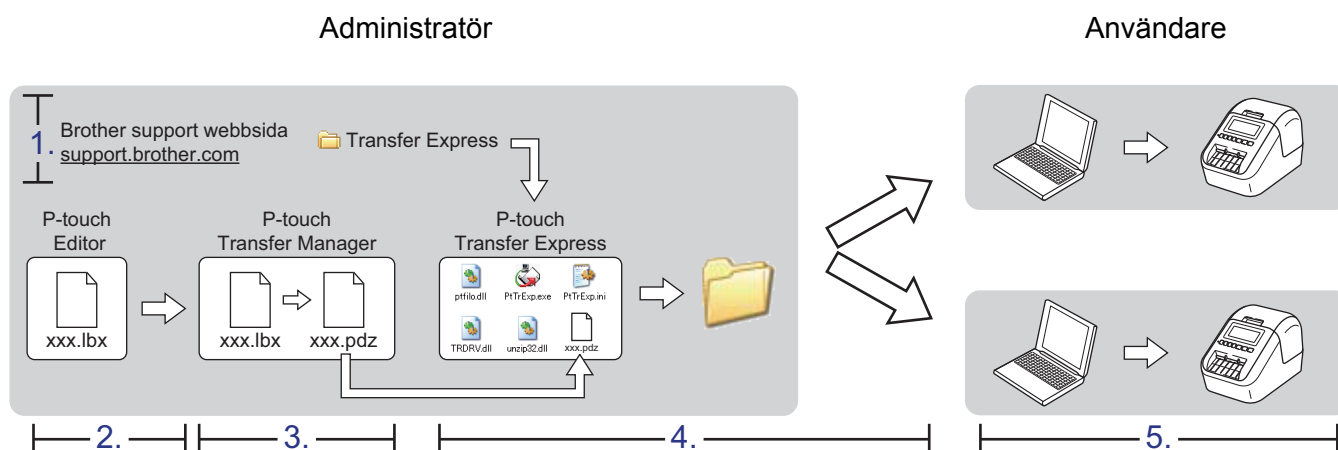 Administratör
Användare
1.
Brother support webbsida
support.brother.com
Transfer Express
P-touch
Editor
xxx.lbx
P-touch
Transfer Manager
xxx.lbx
xxx.pdz
P-touch
Transfer Express
ptfilo.dll
PtTrExp.exe
PtTrExp.ini
TRDRV.dll
unzip32.dll
xxx.pdz
2.
3.
4.
5.